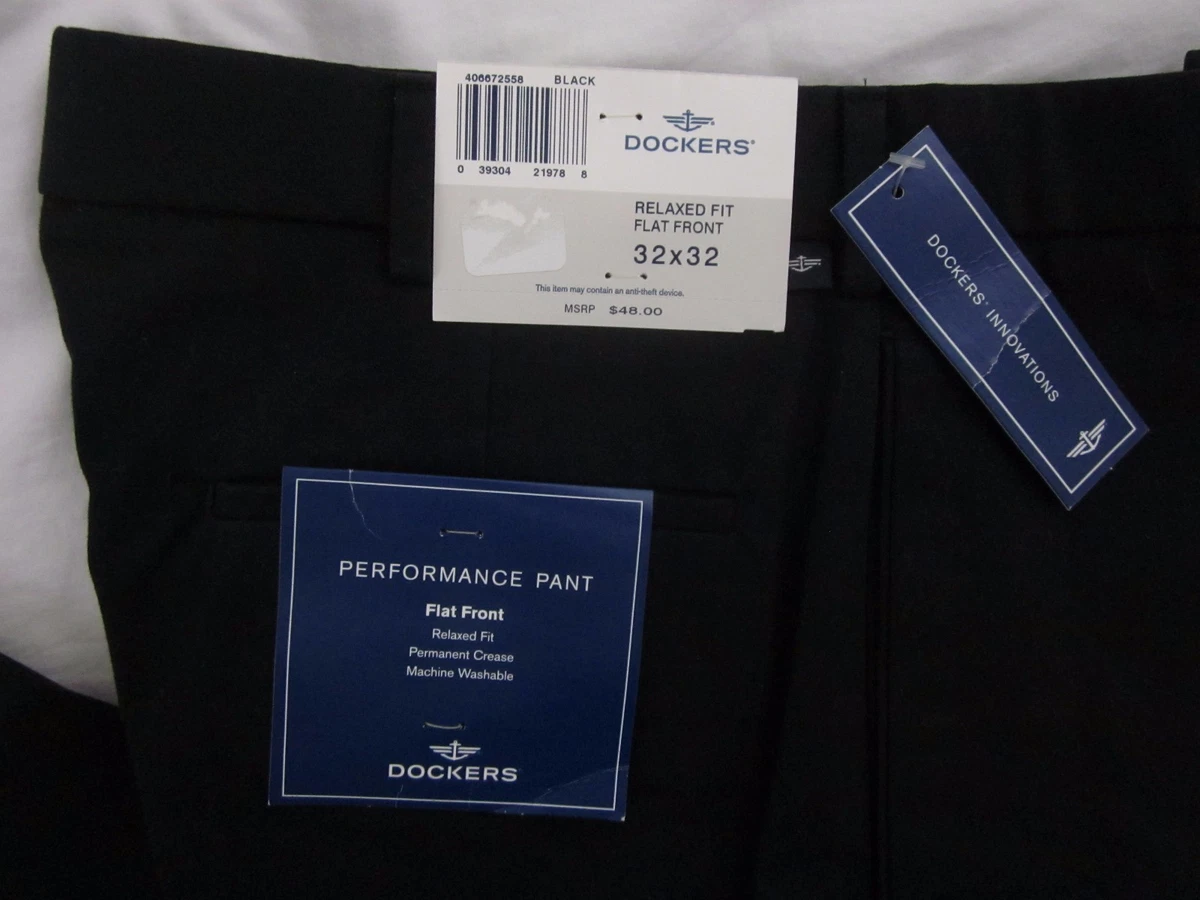 406672558 BLACK
0 39304 21978 8
DOCKERS®
RELAXED FIT
FLAT FRONT
32x32
This item may contain an anti-theft device.
MSRP $48.00
DOCKERS® INNOVATIONS
PERFORMANCE PANT
Flat Front
Relaxed Fit
Permanent Crease
Machine Washable
DOCKERS®